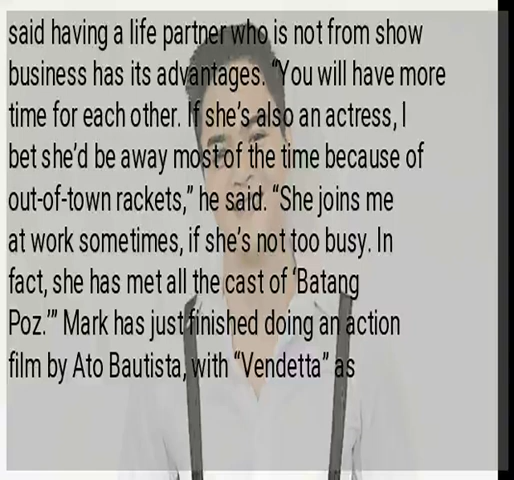 said having a life partner who is not from show
business has its advantages. “You will have more
time for each other. If she’s also an actress, I
bet she’d be away most of the time because of
out-of-town rackets,” he said. “She joins me
at work sometimes, if she’s not too busy. In
fact, she has met all the cast of ‘Batang
Poz.’” Mark has just finished doing an action
film by Ato Bautista, with “Vendetta” as